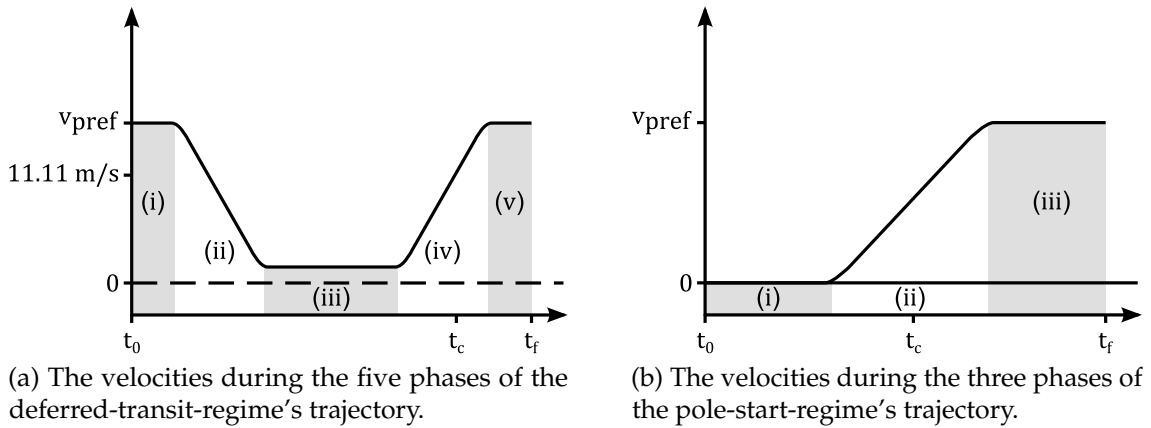 vpref
11.11 m/s
0
(i)
(ii)
(iii)
(iv)
(v)
t0
tc
tf
(a) The velocities during the five phases of the
deferred-transit-regime's trajectory.
vpref
0
(i)
(ii)
(iii)
t0
tc
tf
(b) The velocities during the three phases of
the pole-start-regime's trajectory.